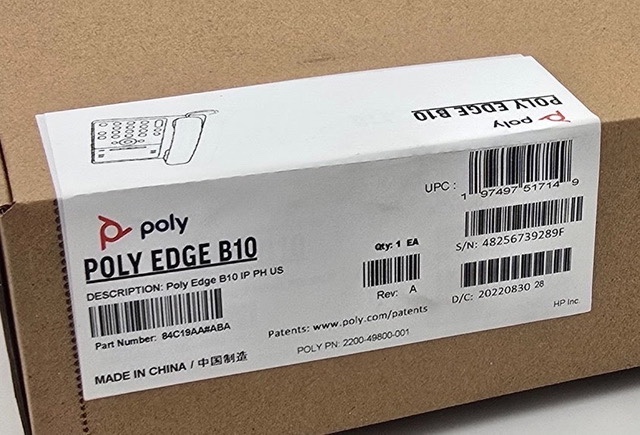 POLY EDGE B10
poly
poly
POLY EDGE B10
DESCRIPTION: Poly Edge B10 IP PH US
Part Number: 84C19AA#ABA
MADE IN CHINA / 中国制造
Qty: 1 EA
Rev: A
Patents: www.poly.com/patents
POLY PN: 2200-49800-001
UPC :
1 97497 51714 9
S/N: 48256739289F
D/C: 20220830 28
HP Inc.